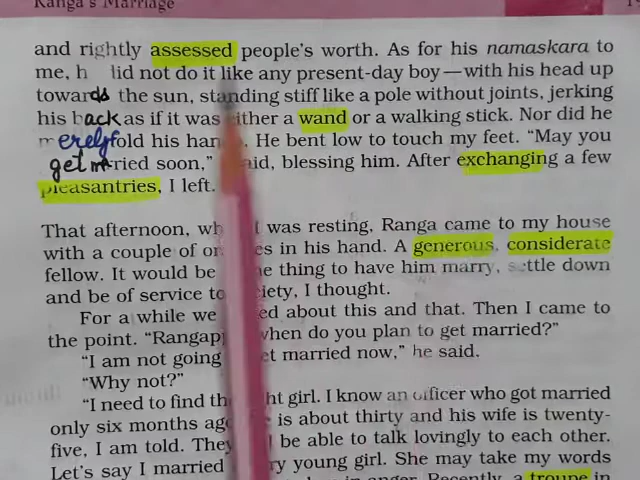 Ranga's Marriage
and rightly assessed people's worth. As for his namaskara to
me, h lid not do it like any present-day boy—with his head up
towards the sun, standing stiff like a pole without joints, jerking
his back as if it was either a wand or a walking stick. Nor did he
merely fold his han . He bent low to touch my feet. "May you
get married soon," aid, blessing him. After exchanging a few
pleasantries, I left.
That afternoon, wh I was resting, Ranga came to my house
with a couple of or es in his hand. A generous, considerate
fellow. It would be e thing to have him marry, settle down
and be of service to iety, I thought.
For a while we ed about this and that. Then I came to
the point. "Rangap when do you plan to get married?"
"I am not going et married now," he said.
"Why not?"
"I need to find th ht girl. I know an officer who got married
only six months ag is about thirty and his wife is twenty-
five, I am told. They l be able to talk lovingly to each other.
Let's say I married ry young girl. She may take my words
in anger. Recently, a troupe in